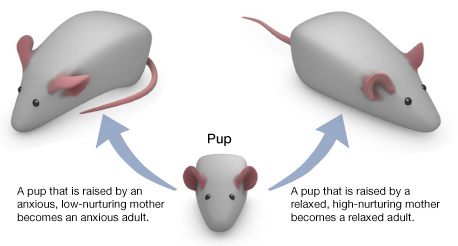 Pup
A pup that is raised by an
anxious, low-nurturing mother
becomes an anxious adult.
A pup that is raised by a
relaxed, high-nurturing mother
becomes a relaxed adult.